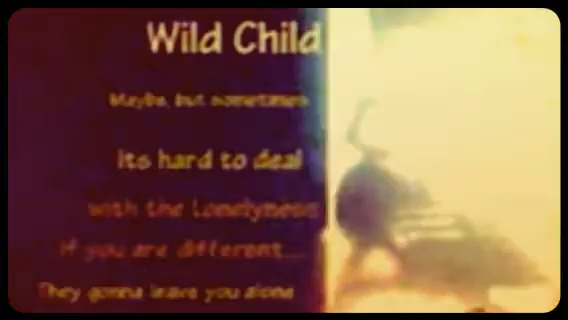 Wild Child
Maybe, but sometimes
its hard to deal
with the Lonelyness
If you are different...
They gonna leave you alone